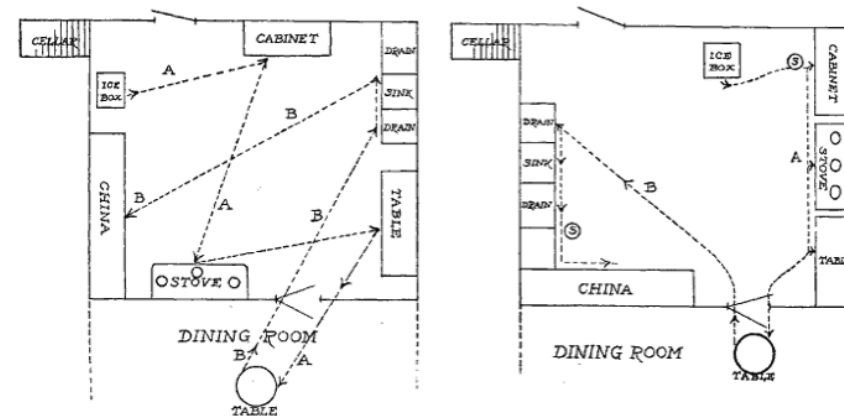 CELLAR
CABINET
DRAIN
SINK
DRAIN
ICE
BOX
A
B
B
A
B
CHINA
TABLE
STOVE
DINING ROOM
B
A
TABLE
CELLAR
ICE
BOX
S
CABINET
DRAIN
SINK
DRAIN
A
STOVE
B
S
TABL
CHINA
DINING ROOM
TABLE